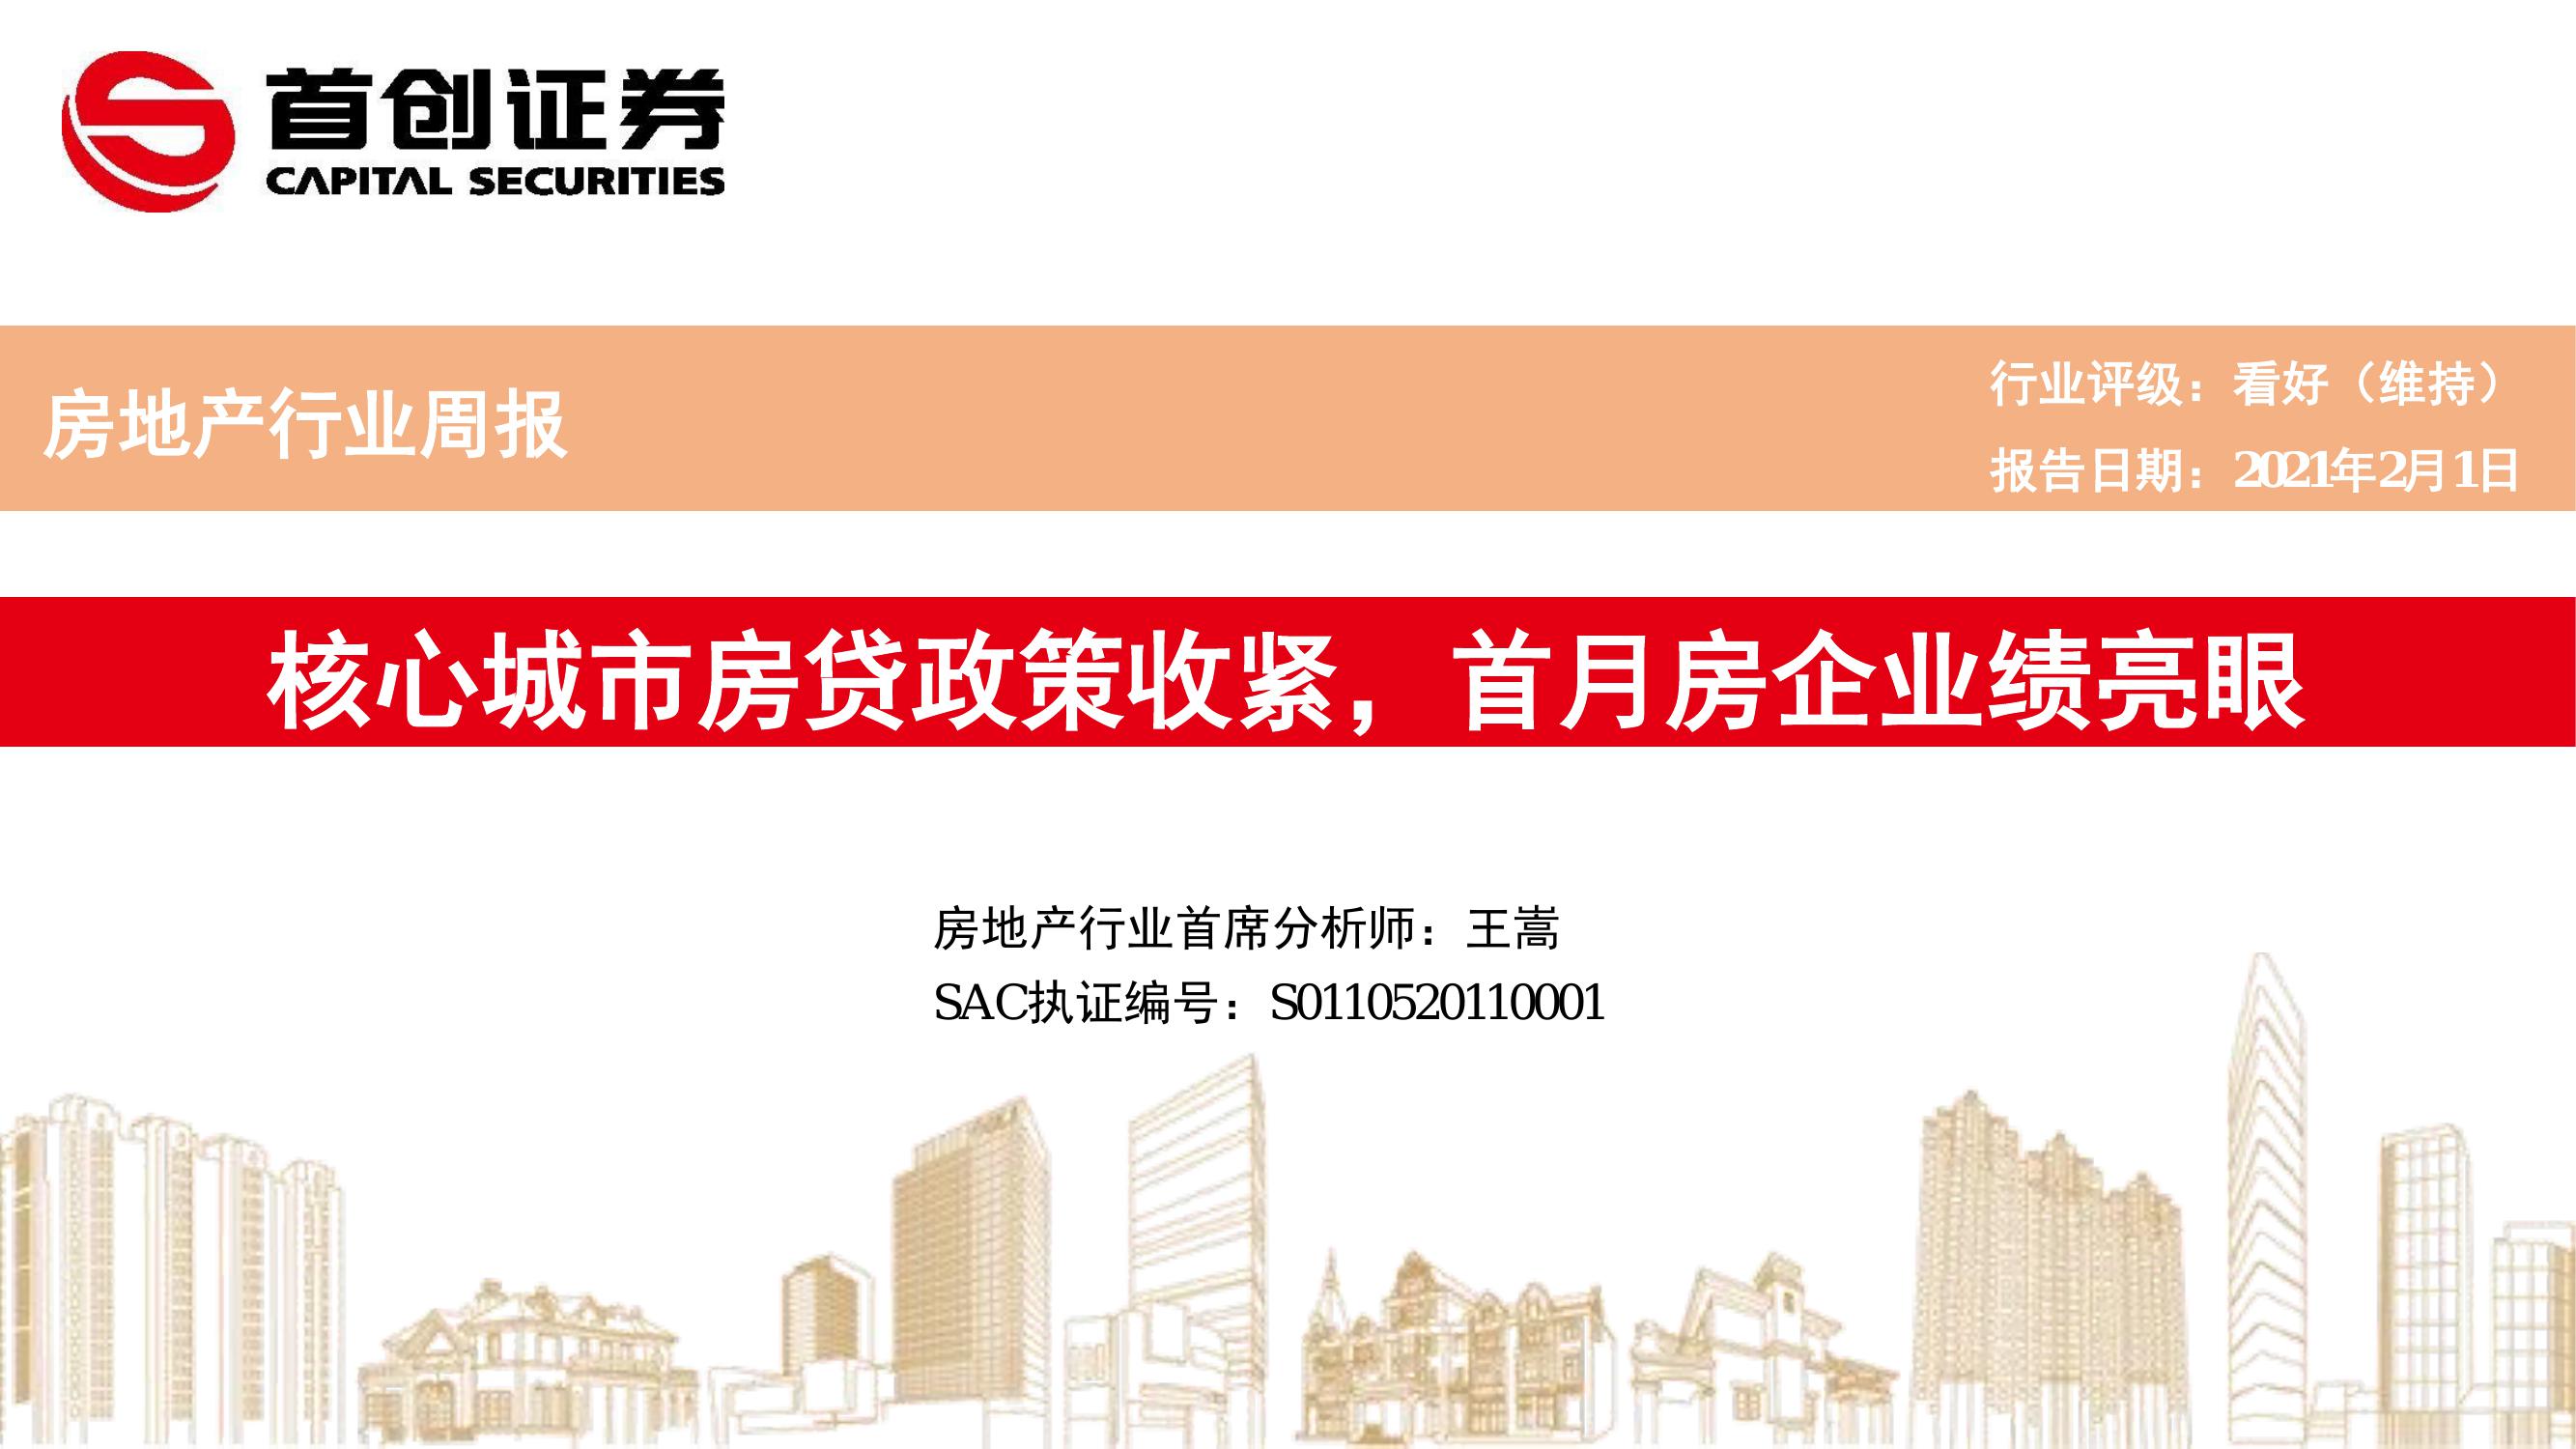 首创证券
CAPITAL SECURITIES
房地产行业周报
行业评级：看好（维持）
报告日期：2021年2月1日
核心城市房贷政策收紧，首月房企业绩亮眼
房地产行业首席分析师：王嵩
SAC执证编号：S0110520110001